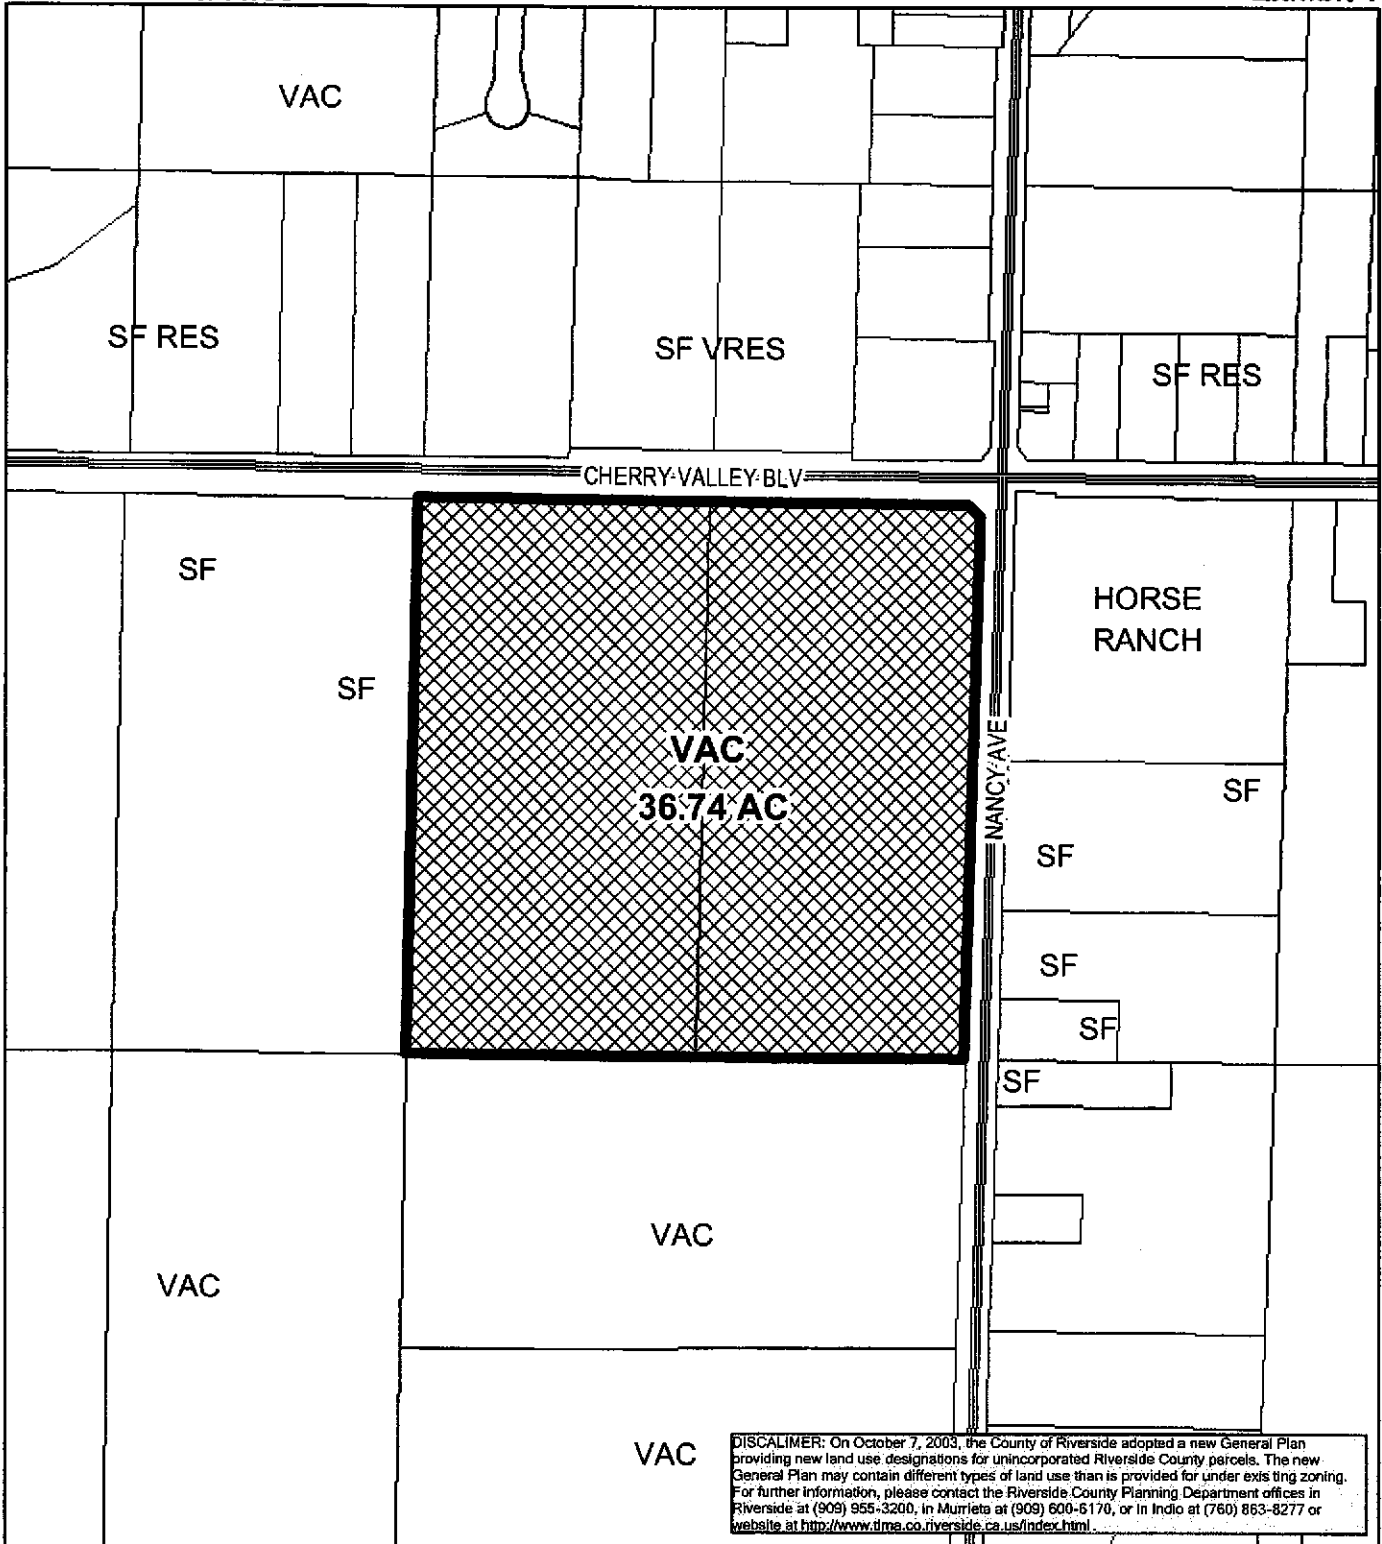 VAC
SF RES
SF VRES
SF RES
CHERRY VALLEY BLV
SF
HORSE
RANCH
SF
VAC
36.74 AC
NANCY AVE
SF
SF
SF
SF
SF
VAC
VAC
VAC
DISCALIMER: On October 7, 2003, the County of Riverside adopted a new General Plan
providing new land use designations for unincorporated Riverside County parcels. The new
General Plan may contain different types of land use than is provided for under existing zoning.
For further information, please contact the Riverside County Planning Department offices in
Riverside at (909) 955-3200, in Murrieta at (909) 600-6170, or in Indio at (760) 863-8277 or
website at http://www.tlma.co.riverside.ca.us/index.html.